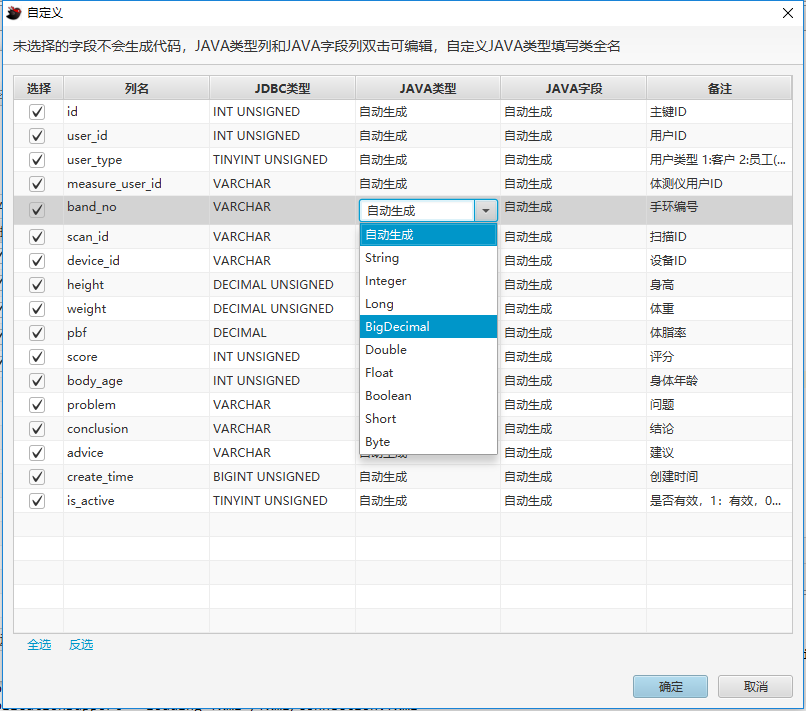 自定义
未选择的字段不会生成代码，JAVA类型列和JAVA字段列双击可编辑，自定义JAVA类型填写类全名
选择 列名 JDBC类型 JAVA类型 JAVA字段 备注
id INT UNSIGNED 自动生成 自动生成 主键ID
user_id INT UNSIGNED 自动生成 自动生成 用户ID
user_type TINYINT UNSIGNED 自动生成 自动生成 用户类型 1:客户 2:员工(...
measure_user_id VARCHAR 自动生成 自动生成 体测仪用户ID
band_no VARCHAR 自动生成 自动生成 手环编号
scan_id VARCHAR 自动生成 自动生成 扫描ID
device_id VARCHAR String 自动生成 设备ID
height DECIMAL UNSIGNED Integer 自动生成 身高
weight DECIMAL UNSIGNED Long 自动生成 体重
pbf DECIMAL BigDecimal 自动生成 体脂率
score INT UNSIGNED Double 自动生成 评分
body_age INT UNSIGNED Float 自动生成 身体年龄
problem VARCHAR Boolean 自动生成 问题
conclusion VARCHAR Short 自动生成 结论
advice VARCHAR Byte 自动生成 建议
create_time BIGINT UNSIGNED 自动生成 自动生成 创建时间
is_active TINYINT UNSIGNED 自动生成 自动生成 是否有效，1：有效，0...
全选 反选
确定 取消